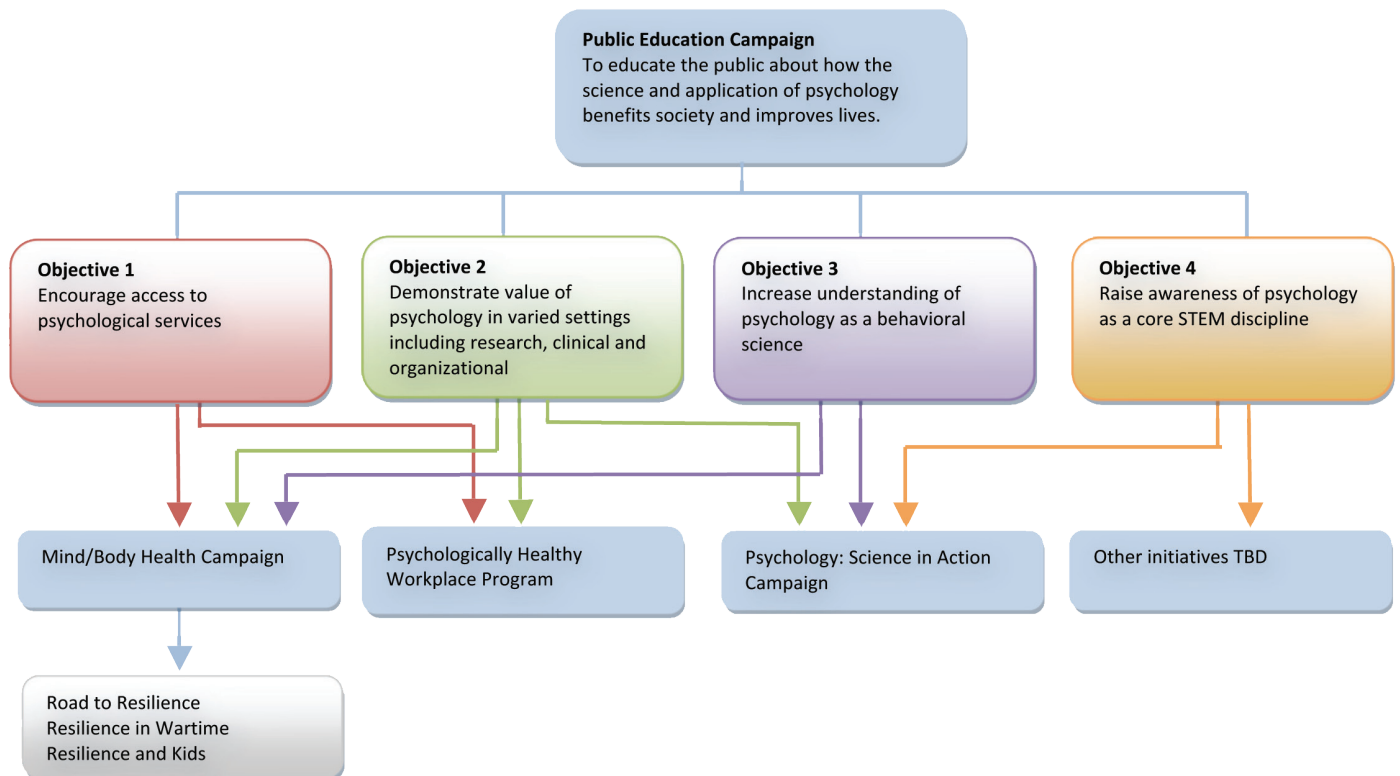 Public Education Campaign
To educate the public about how the
science and application of psychology
benefits society and improves lives.
Objective 1
Encourage access to
psychological services
Objective 2
Demonstrate value of
psychology in varied settings
including research, clinical and
organizational
Objective 3
Increase understanding of
psychology as a behavioral
science
Objective 4
Raise awareness of psychology
as a core STEM discipline
Mind/Body Health Campaign
Psychologically Healthy
Workplace Program
Psychology: Science in Action
Campaign
Other initiatives TBD
Road to Resilience
Resilience in Wartime
Resilience and Kids